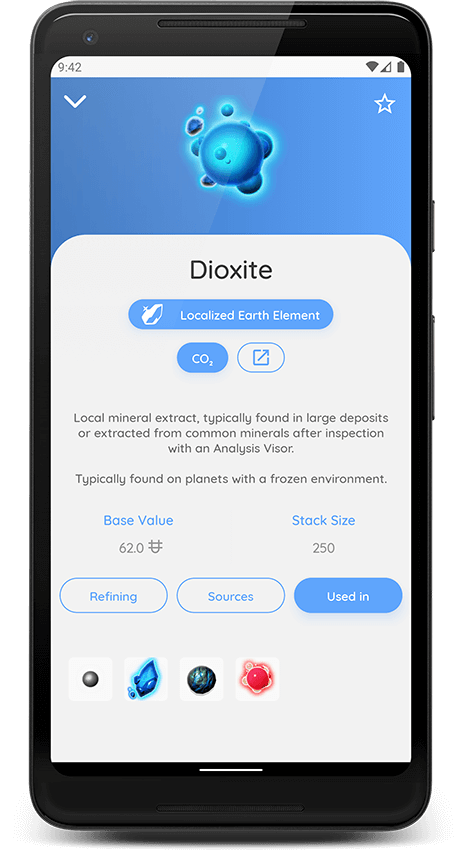 9:42
Dioxite
Localized Earth Element
CO₂
Local mineral extract, typically found in large deposits
or extracted from common minerals after inspection
with an Analysis Visor.
Typically found on planets with a frozen environment.
Base Value
Stack Size
62.0
250
Refining
Sources
Used in